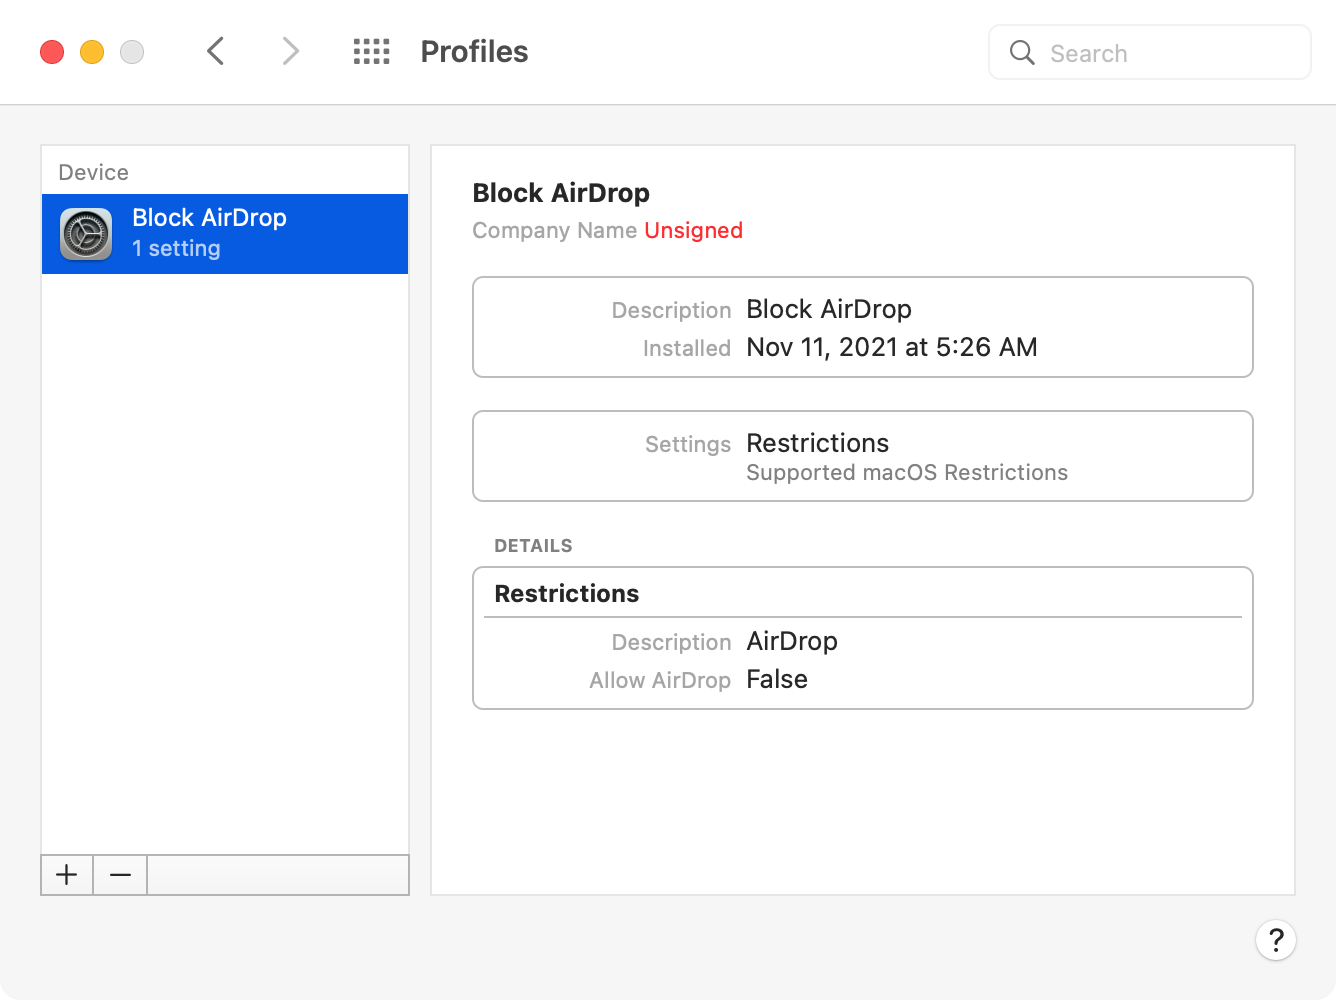 Profiles
Search
Device
Block AirDrop
1 setting
Block AirDrop
Company Name Unsigned
Description Block AirDrop
Installed Nov 11, 2021 at 5:26 AM
Settings Restrictions
Supported macOS Restrictions
DETAILS
Restrictions
Description AirDrop
Allow AirDrop False
?